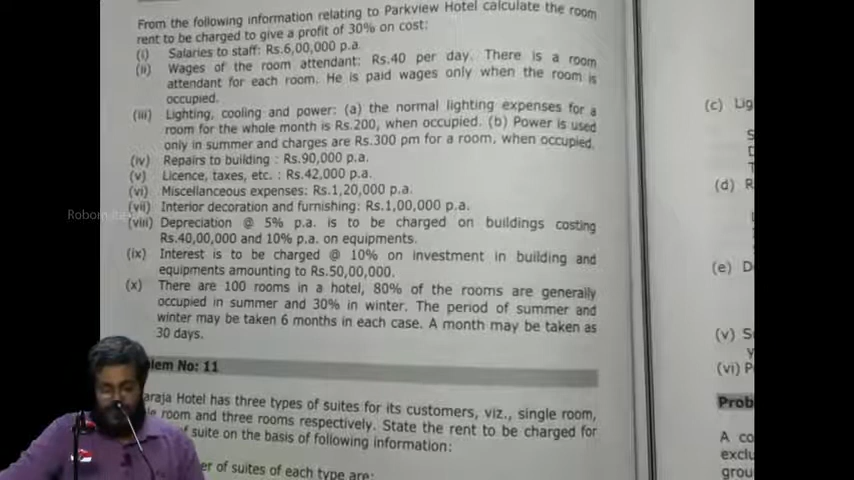 From the following information relating to Parkview Hotel calculate the room
rent to be charged to give a profit of 30% on cost:
(i) Salaries to staff: Rs.6,00,000 p.a.
(ii) Wages of the room attendant: Rs.40 per day. There is a room
attendant for each room. He is paid wages only when the room is
occupied.
(iii) Lighting, cooling and power: (a) the normal lighting expenses for a
room for the whole month is Rs.200, when occupied. (b) Power is used
only in summer and charges are Rs.300 pm for a room, when occupied.
(iv) Repairs to building : Rs.90,000 p.a.
(v) Licence, taxes, etc. : Rs.42,000 p.a.
(vi) Miscellaneous expenses: Rs.1,20,000 p.a.
(vii) Interior decoration and furnishing: Rs.1,00,000 p.a.
(viii) Depreciation @ 5% p.a. is to be charged on buildings costing
Rs.40,00,000 and 10% p.a. on equipments.
(ix) Interest is to be charged @ 10% on investment in building and
equipments amounting to Rs.50,00,000.
(x) There are 100 rooms in a hotel, 80% of the rooms are generally
occupied in summer and 30% in winter. The period of summer and
winter may be taken 6 months in each case. A month may be taken as
30 days.
lem No: 11
araja Hotel has three types of suites for its customers, viz., single room,
le room and three rooms respectively. State the rent to be charged for
suite on the basis of following information:
er of suites of each type are:
(c) Lig
S
D
T
(d) R
(e) D
(v) S
y
(vi) P
Prob
A co
exclu
grou